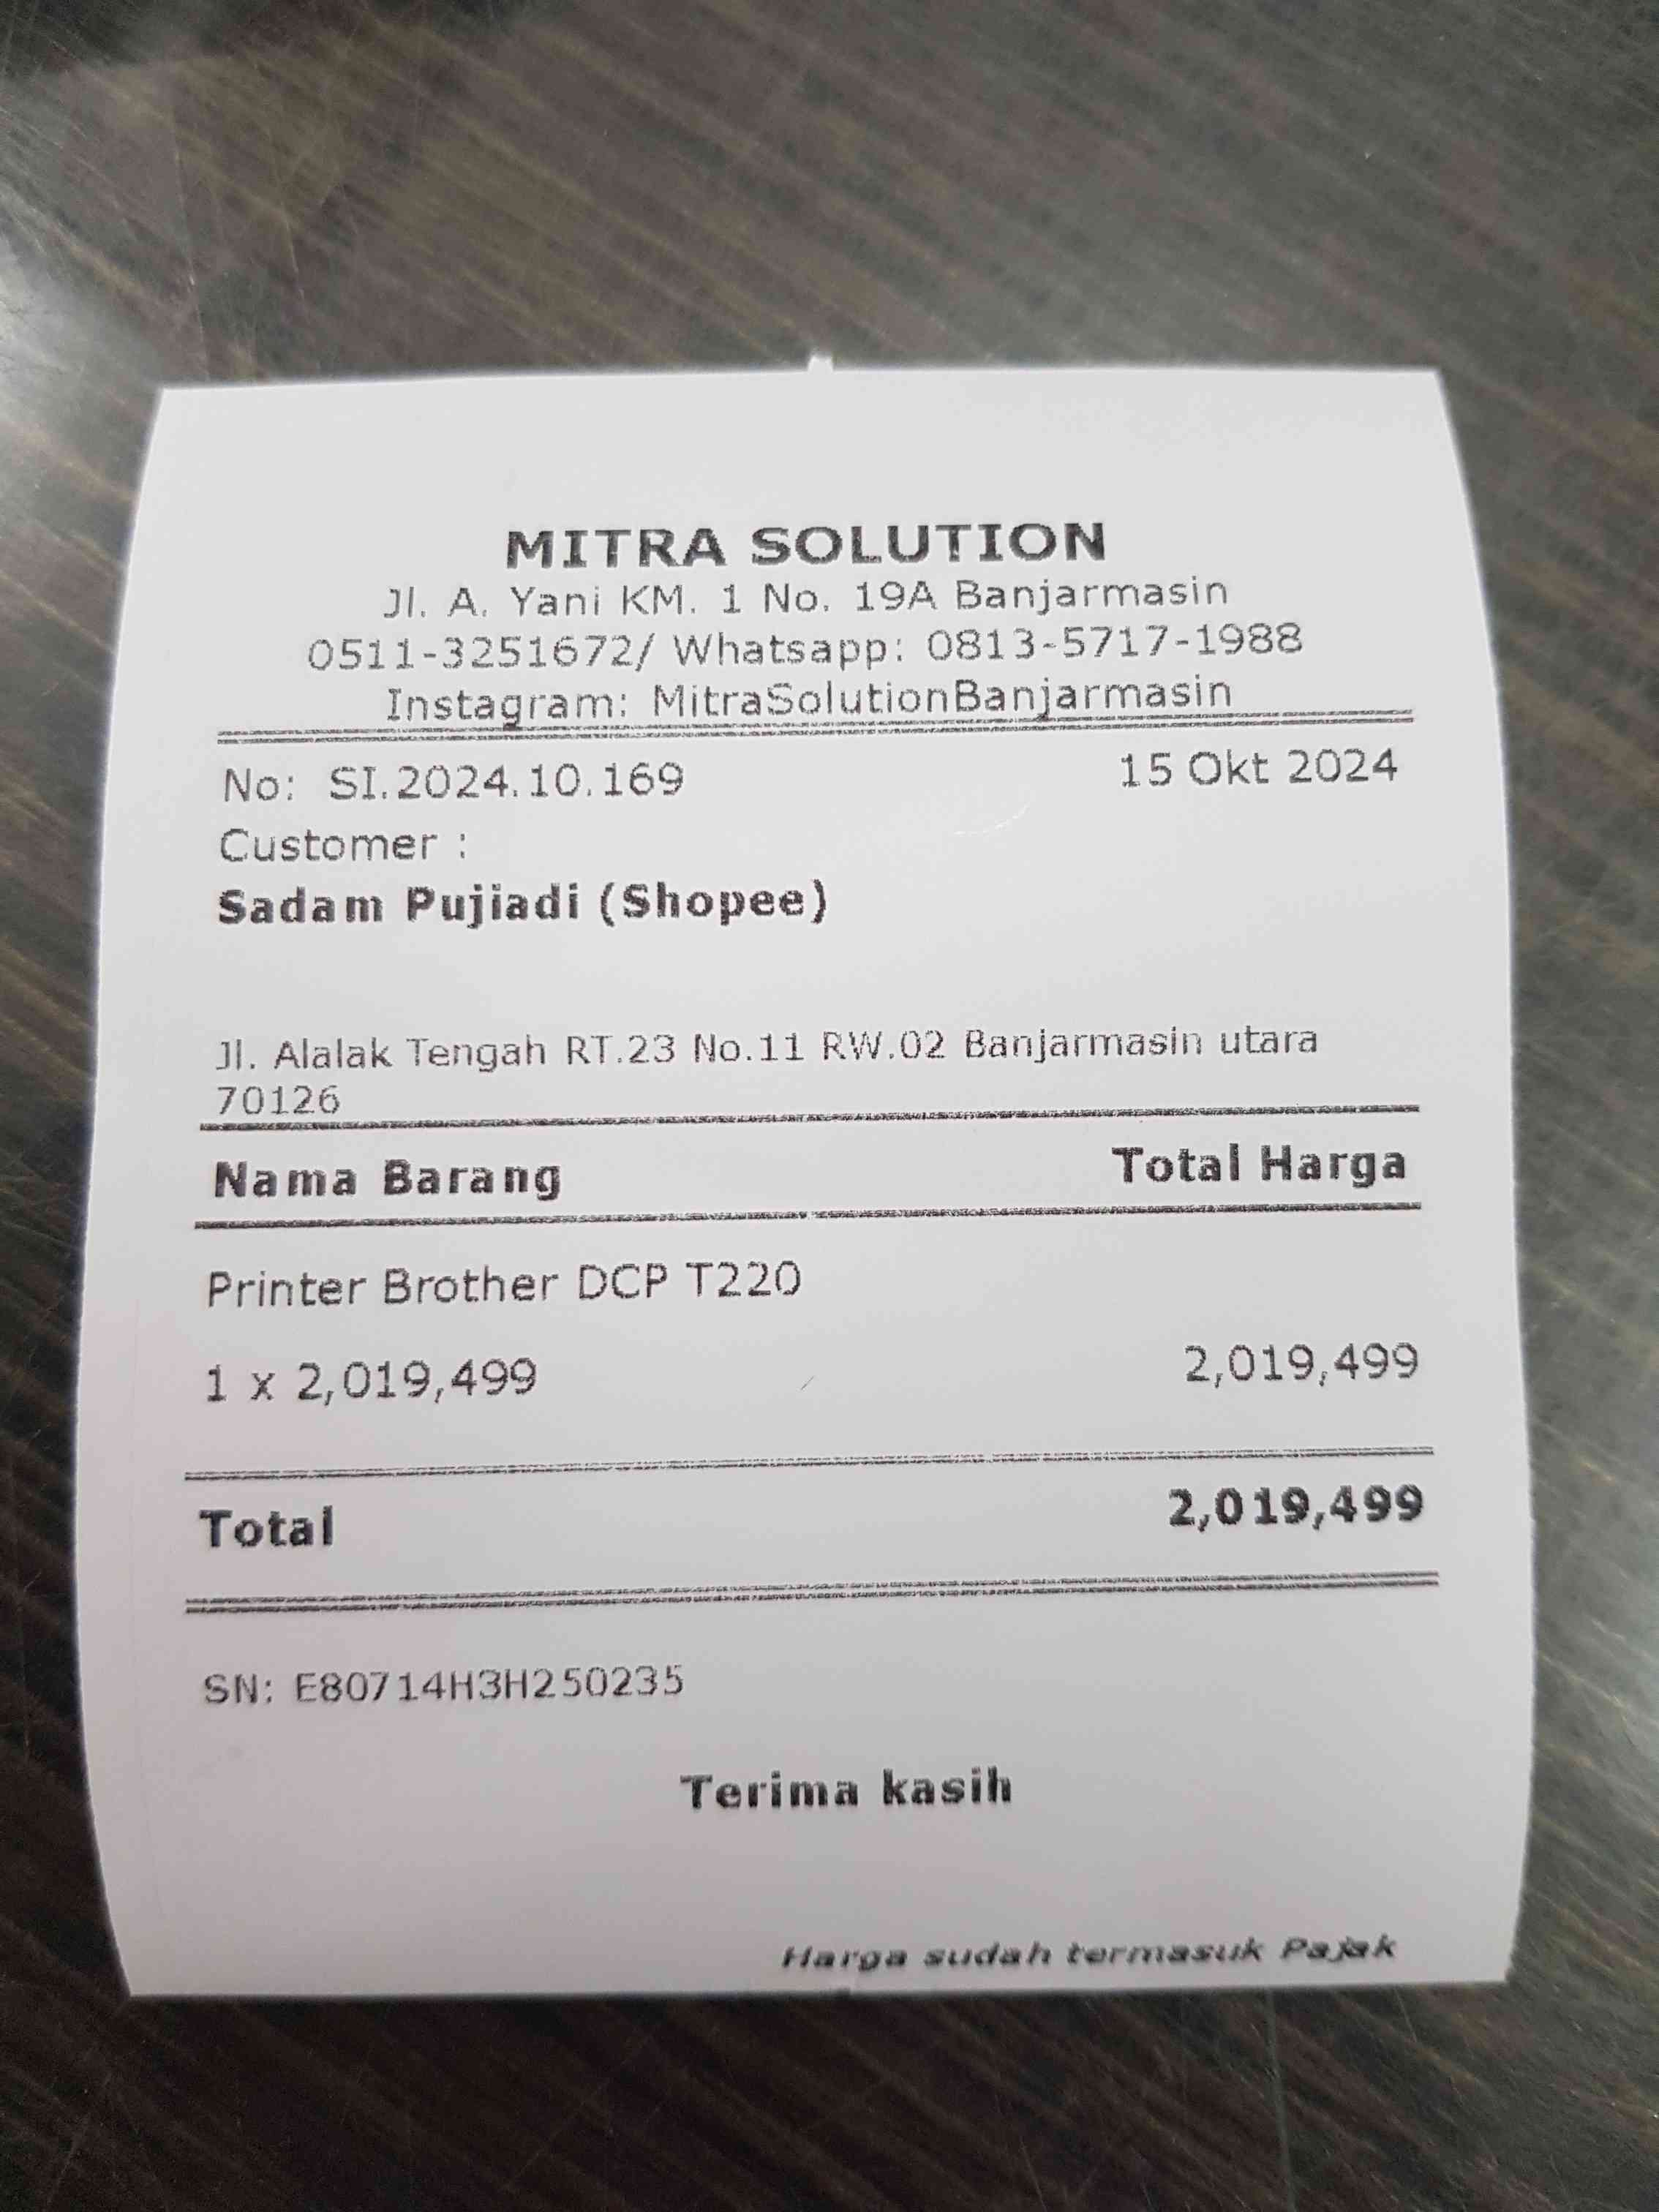 MITRA SOLUTION
Jl. A. Yani KM. 1 No. 19A Banjarmasin
0511-3251672/ Whatsapp: 0813-5717-1988
Instagram: MitraSolutionBanjarmasin
No: SI.2024.10.169 15 Okt 2024
Customer :
Sadam Pujiadi (Shopee)
Jl. Alalak Tengah RT.23 No.11 RW.02 Banjarmasin utara
70126
Nama Barang Total Harga
Printer Brother DCP T220
1 x 2,019,499 2,019,499
Total 2,019,499
SN: E80714H3H250235
Terima kasih
Harga sudah termasuk Pajak